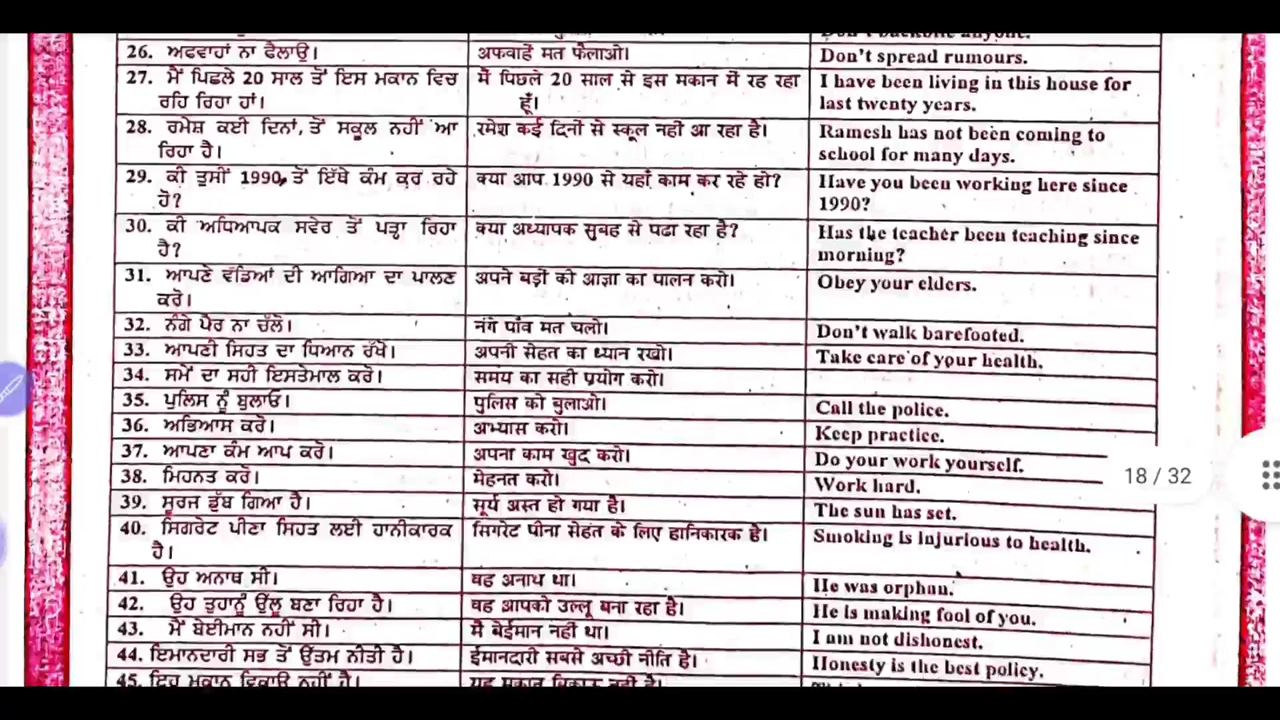 Don't backbite anyone.
26. ਅਫਵਾਹਾਂ ਨਾ ਫੈਲਾਉ।
अफवाहें मत फैलाओ।
Don't spread rumours.
27. ਮੈਂ ਪਿਛਲੇ 20 ਸਾਲ ਤੋਂ ਇਸ ਮਕਾਨ ਵਿਚ
ਰਹਿ ਰਿਹਾ ਹਾਂ।
मैं पिछले 20 साल से इस मकान में रह रहा
हूँ।
I have been living in this house for
last twenty years.
28. ਰਮੇਸ਼ ਕਈ ਦਿਨਾਂ ਤੋਂ ਸਕੂਲ ਨਹੀਂ ਆ
ਰਿਹਾ ਹੈ।
रमेश कई दिनों से स्कूल नहीं आ रहा है।
Ramesh has not been coming to
school for many days.
29. ਕੀ ਤੁਸੀਂ 1990 ਤੋਂ ਇੱਥੇ ਕੰਮ ਕਰ ਰਹੇ
ਹੋ?
क्या आप 1990 से यहाँ काम कर रहे हो?
Have you been working here since
1990?
30. ਕੀ ਅਧਿਆਪਕ ਸਵੇਰ ਤੋਂ ਪੜ੍ਹਾ ਰਿਹਾ
ਹੈ?
क्या अध्यापक सुबह से पढा रहा है?
Has the teacher been teaching since
morning?
31. ਆਪਣੇ ਵੱਡਿਆਂ ਦੀ ਆਗਿਆ ਦਾ ਪਾਲਣ
ਕਰੋ।
अपने बड़ों की आज्ञा का पालन करो।
Obey your elders.
32. ਨੰਗੇ ਪੈਰ ਨਾ ਚੱਲੋ।
नंगे पाँव मत चलो।
Don't walk barefooted.
33. ਆਪਣੀ ਸਿਹਤ ਦਾ ਧਿਆਨ ਰੱਖੋ।
अपनी सेहत का ध्यान रखो।
Take care of your health.
34. ਸਮੇਂ ਦਾ ਸਹੀ ਇਸਤੇਮਾਲ ਕਰੋ।
समय का सही प्रयोग करो।
35. ਪੁਲਿਸ ਨੂੰ ਬੁਲਾਓ।
पुलिस को बुलाओ।
Call the police.
36. ਅਭਿਆਸ ਕਰੋ।
अभ्यास करो।
Keep practice.
37. ਆਪਣਾ ਕੰਮ ਆਪ ਕਰੋ।
अपना काम खुद करो।
Do your work yourself.
38. ਮਿਹਨਤ ਕਰੋ।
मेहनत करो।
Work hard.
39. ਸੂਰਜ ਡੁੱਬ ਗਿਆ ਹੈ।
सूर्य अस्त हो गया है।
The sun has set.
40. ਸਿਗਰੇਟ ਪੀਣਾ ਸਿਹਤ ਲਈ ਹਾਨੀਕਾਰਕ
ਹੈ।
सिगरेट पीना सेहत के लिए हानिकारक है।
Smoking is injurious to health.
41. ਉਹ ਅਨਾਥ ਸੀ।
वह अनाथ था।
He was orphan.
42. ਉਹ ਤੁਹਾਨੂੰ ਉੱਲੂ ਬਣਾ ਰਿਹਾ ਹੈ।
वह आपको उल्लू बना रहा है।
He is making fool of you.
43. ਮੈਂ ਬੇਈਮਾਨ ਨਹੀਂ ਸੀ।
मैं बेईमान नहीं था।
I am not dishonest.
44. ਇਮਾਨਦਾਰੀ ਸਭ ਤੋਂ ਉੱਤਮ ਨੀਤੀ ਹੈ।
ईमानदारी सबसे अच्छी नीति है।
Honesty is the best policy.
45. ਇਹ ਮਕਾਨ ਵਿਕਾਊ ਨਹੀਂ ਹੈ।
यह मकान बिकाऊ नहीं है।
18 / 32